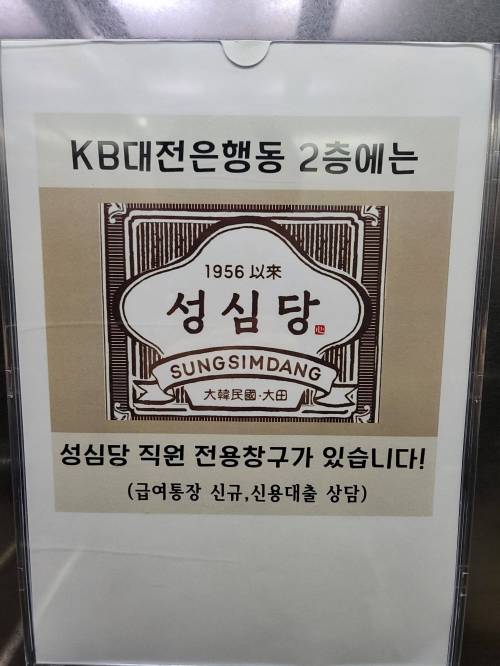 KB대전은행동 2층에는
1956 以來
성심당
心
SUNGSIMDANG
大韓民國·大田
성심당 직원 전용창구가 있습니다!
(급여통장 신규,신용대출 상담)